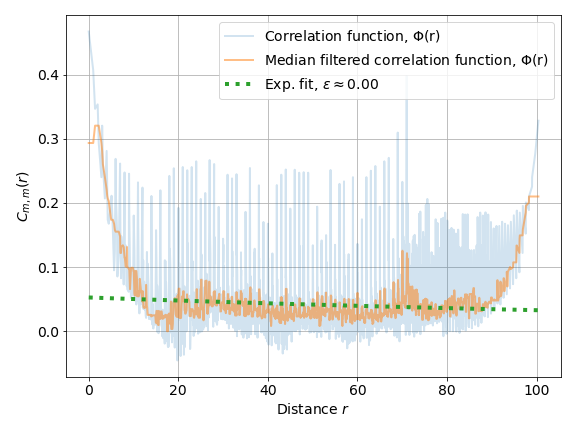 Correlation function, Φ(r)
Median filtered correlation function, Φ(r)
Exp. fit, ε ≈ 0.00
0.4
0.3
0.2
0.1
0.0
C_{m,m}(r)
0 20 40 60 80 100
Distance r